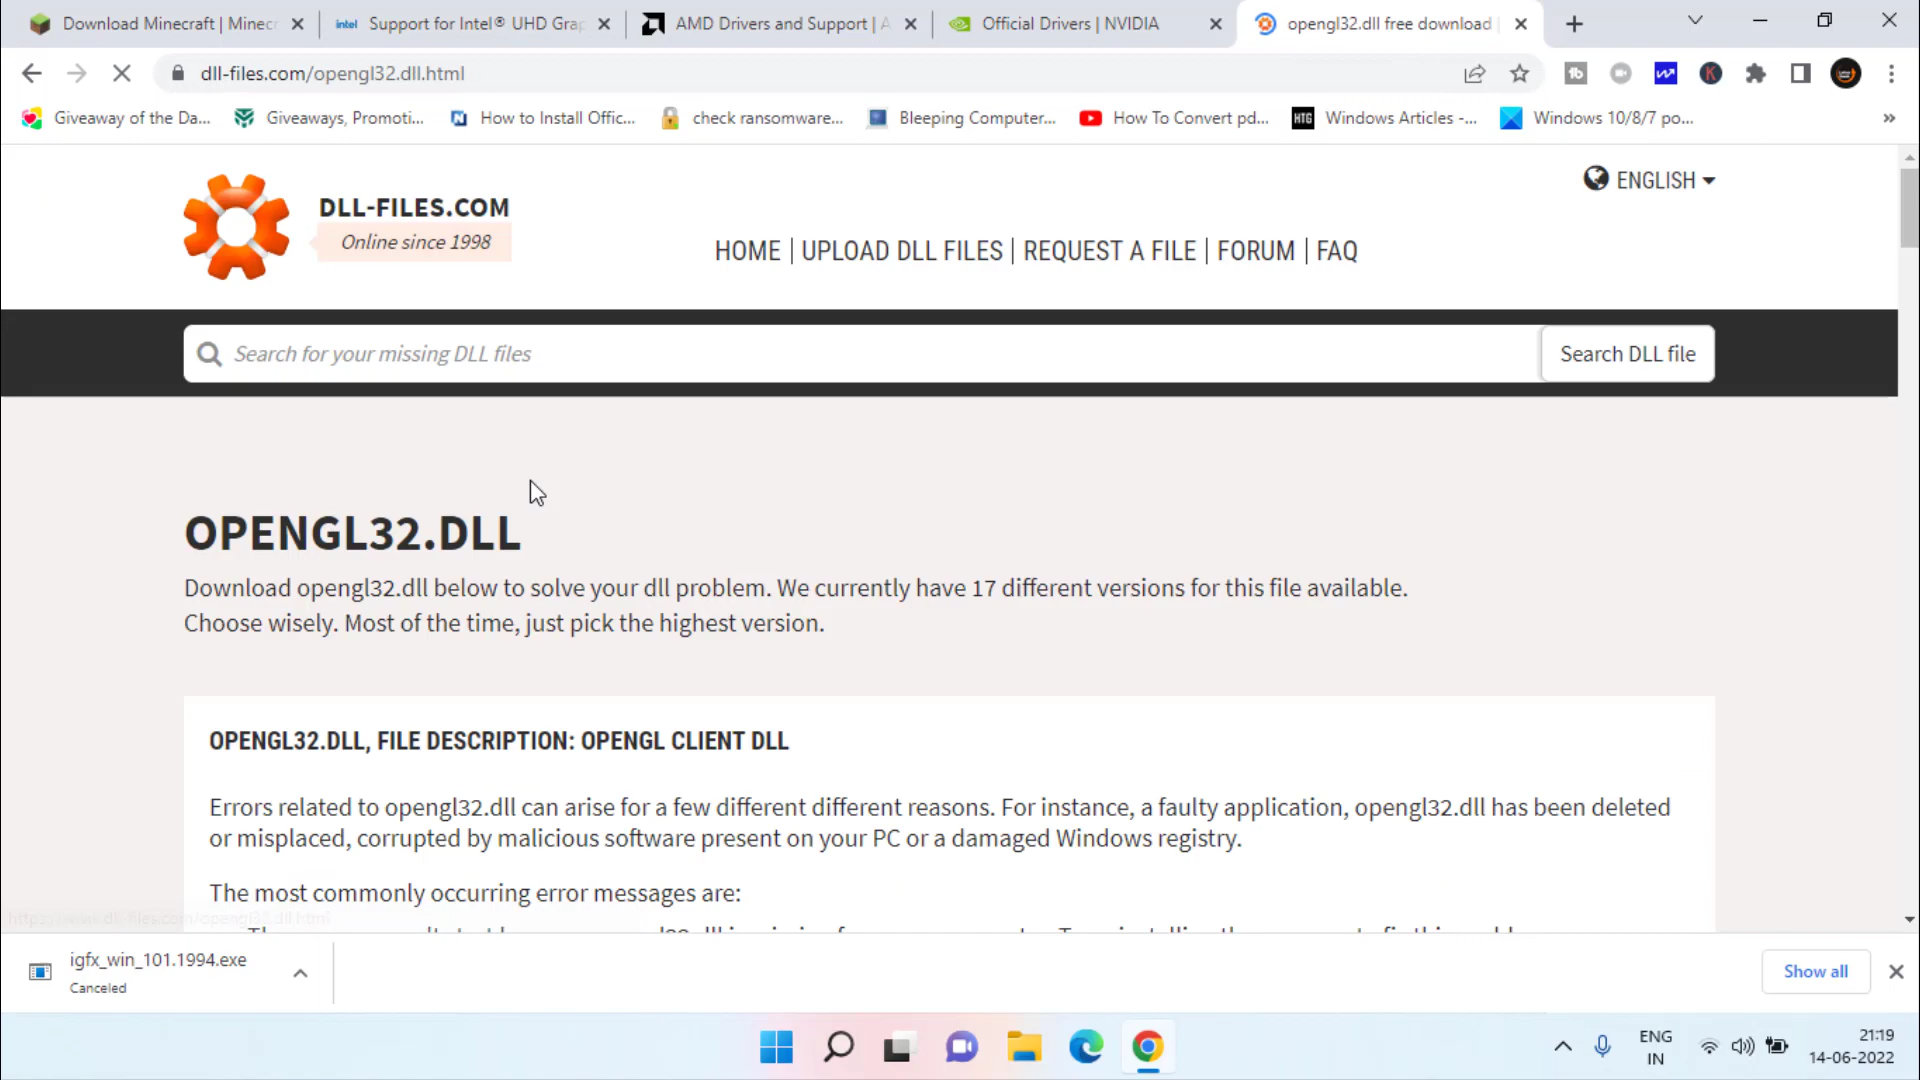 Download Minecraft | Minecr
intel Support for Intel® UHD Grap
AMD Drivers and Support | A
Official Drivers | NVIDIA
opengl32.dll free download |
dll-files.com/opengl32.dll.html
Giveaway of the Da...
Giveaways, Promoti...
How to Install Offic...
check ransomware...
Bleeping Computer...
How To Convert pd...
HTG Windows Articles -...
Windows 10/8/7 po...
»
ENGLISH
DLL-FILES.COM
Online since 1998
HOME | UPLOAD DLL FILES | REQUEST A FILE | FORUM | FAQ
Search for your missing DLL files
Search DLL file
OPENGL32.DLL
Download opengl32.dll below to solve your dll problem. We currently have 17 different versions for this file available.
Choose wisely. Most of the time, just pick the highest version.
OPENGL32.DLL, FILE DESCRIPTION: OPENGL CLIENT DLL
Errors related to opengl32.dll can arise for a few different different reasons. For instance, a faulty application, opengl32.dll has been deleted
or misplaced, corrupted by malicious software present on your PC or a damaged Windows registry.
The most commonly occurring error messages are:
igfx_win_101.1994.exe
Canceled
Show all
ENG
IN
21:19
14-06-2022